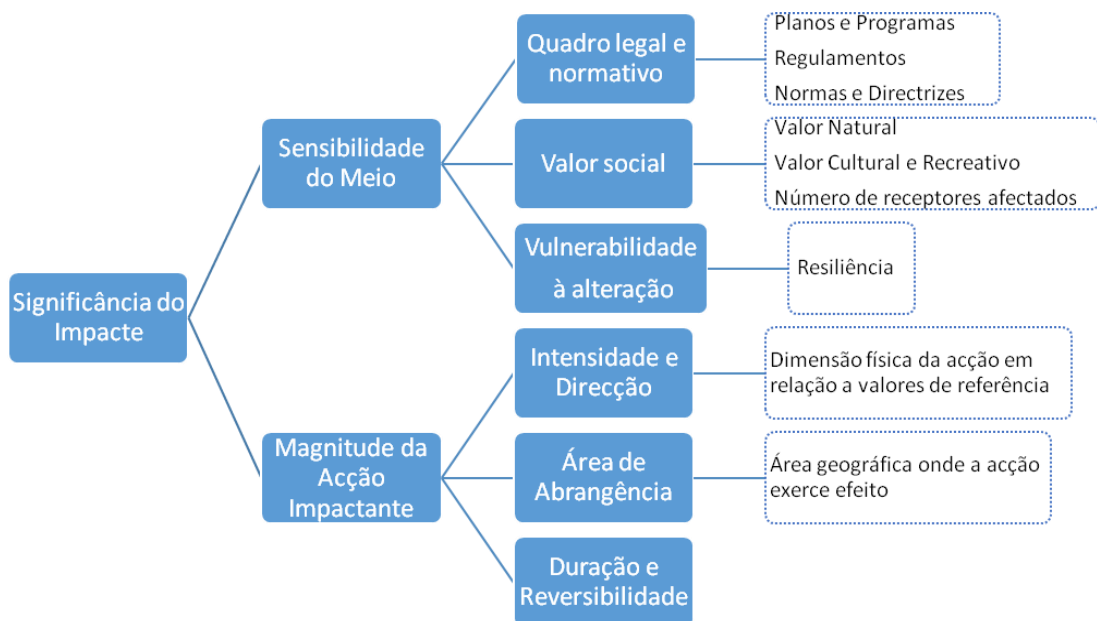 Significância do
Impacte
Sensibilidade
do Meio
Quadro legal e
normativo
Planos e Programas
Regulamentos
Normas e Directrizes
Valor social
Valor Natural
Valor Cultural e Recreativo
Número de receptores afectados
Vulnerabilidade
à alteração
Resiliência
Magnitude da
Acção
Impactante
Intensidade e
Direcção
Dimensão física da acção em
relação a valores de referência
Área de
Abrangência
Área geográfica onde a acção
exerce efeito
Duração e
Reversibilidade